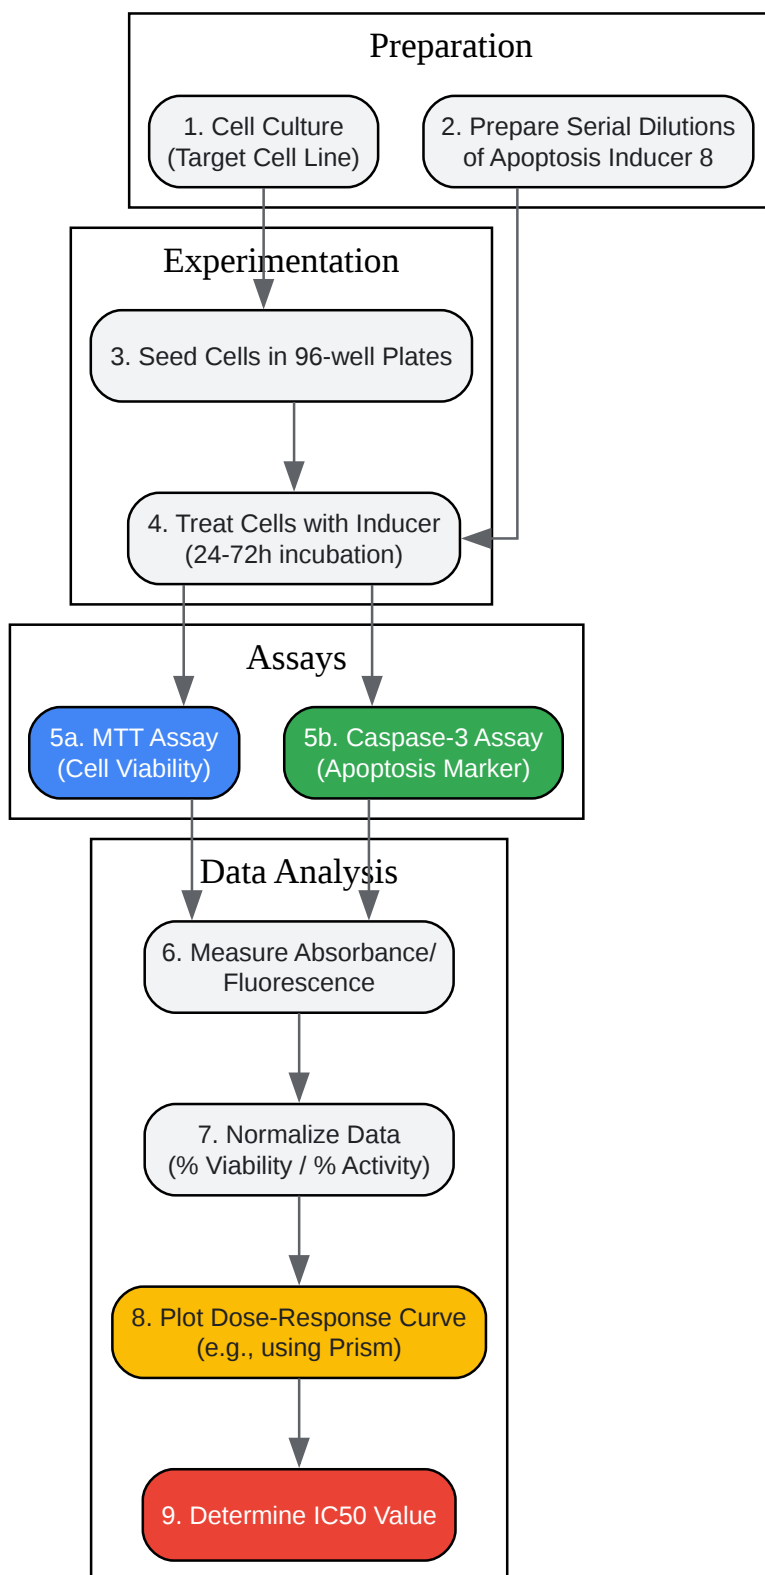 Preparation
1. Cell Culture
(Target Cell Line)
2. Prepare Serial Dilutions
of Apoptosis Inducer 8
Experimentation
3. Seed Cells in 96-well Plates
4. Treat Cells with Inducer
(24-72h incubation)
Assays
5a. MTT Assay
(Cell Viability)
5b. Caspase-3 Assay
(Apoptosis Marker)
Data Analysis
6. Measure Absorbance/
Fluorescence
7. Normalize Data
(% Viability / % Activity)
8. Plot Dose-Response Curve
(e.g., using Prism)
9. Determine IC50 Value